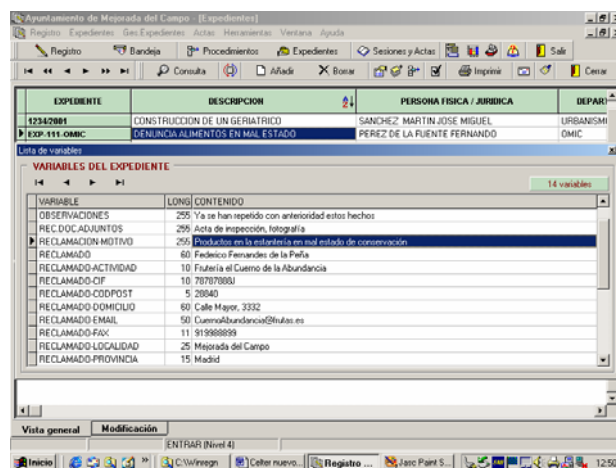 Ayuntamiento de Mejorada del Campo - [Expedientes]
Registro Expedientes Ges.Expedientes Actas Herramientas Ventana Ayuda
Registro Bandeja Procedimientos Expedientes Sesiones y Actas Salir
Consulta Añadir Borrar Imprimir Cerrar
EXPEDIENTE DESCRIPCION PERSONA FISICA / JURIDICA DEPAR
1234/2001 CONSTRUCCION DE UN GERIATRICO SANCHEZ MARTIN JOSE MIGUEL URBANISM
EXP-111-OMIC DENUNCIA ALIMENTOS EN MAL ESTADO PEREZ DE LA FUENTE FERNANDO OMIC
Lista de variables
VARIABLES DEL EXPEDIENTE
14 variables
VARIABLE LONG CONTENIDO
OBSERVACIONES 255 Ya se han repetido con anterioridad estos hechos
REC.DOC.ADJUNTOS 255 Acta de inspección, fotografía
RECLAMACION-MOTIVO 255 Productos en la estantería en mal estado de conservación
RECLAMADO 60 Federico Fernandes de la Peña
RECLAMADO-ACTIVIDAD 10 Frutería el Cuerno de la Abundancia
RECLAMADO-CIF 10 78787888J
RECLAMADO-CODPOST 5 28840
RECLAMADO-DOMICILIO 60 Calle Mayor, 3332
RECLAMADO-EMAIL 50 CuernoAbundancia@frutas.es
RECLAMADO-FAX 11 919988899
RECLAMADO-LOCALIDAD 25 Mejorada del Campo
RECLAMADO-PROVINCIA 15 Madrid
Vista general Modificación
ENTRAR (Nivel 4)
Inicio C:\Winregn Celter nuevo... Registro ... Jasc Paint S... 12:50